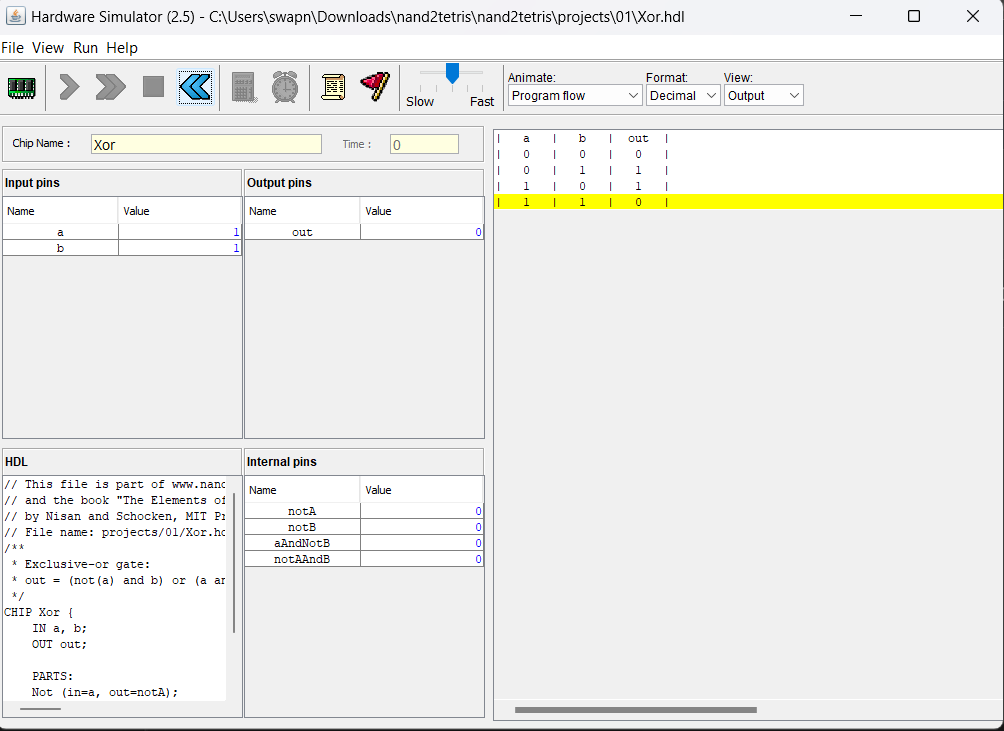 Hardware Simulator (2.5) - C:\Users\swapn\Downloads\nand2tetris\nand2tetris\projects\01\Xor.hdl
File View Run Help
Slow Fast
Animate: Format: View:
Program flow Decimal Output
Chip Name : Xor Time : 0
Input pins
Name Value
a 1
b 1
Output pins
Name Value
out 0
HDL
// This file is part of www.nand
// and the book "The Elements of
// by Nisan and Schocken, MIT Pr
// File name: projects/01/Xor.hd
/**
* Exclusive-or gate:
* out = (not(a) and b) or (a an
*/
CHIP Xor {
IN a, b;
OUT out;
PARTS:
Not (in=a, out=notA);
Internal pins
Name Value
notA 0
notB 0
aAndNotB 0
notAAndB 0
| a | b | out |
| 0 | 0 | 0 |
| 0 | 1 | 1 |
| 1 | 0 | 1 |
| 1 | 1 | 0 |